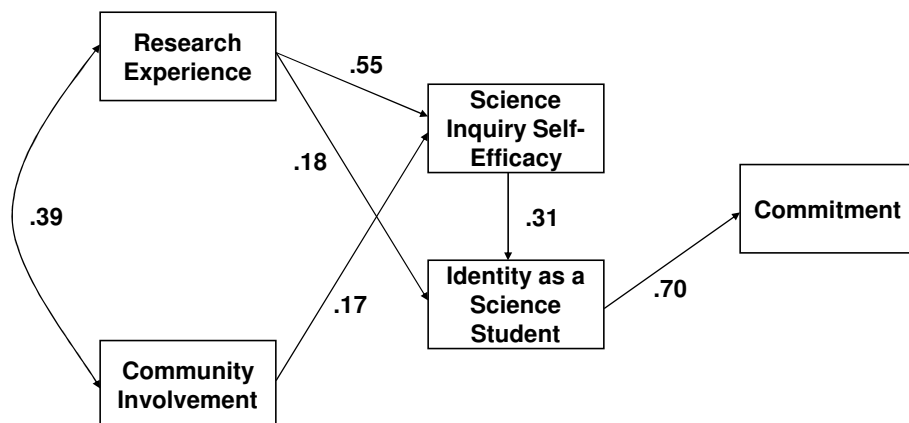 Research
Experience
.55
Science
Inquiry Self-
Efficacy
.18
.39
.31
Commitment
Identity as a
Science
Student
.17
.70
Community
Involvement